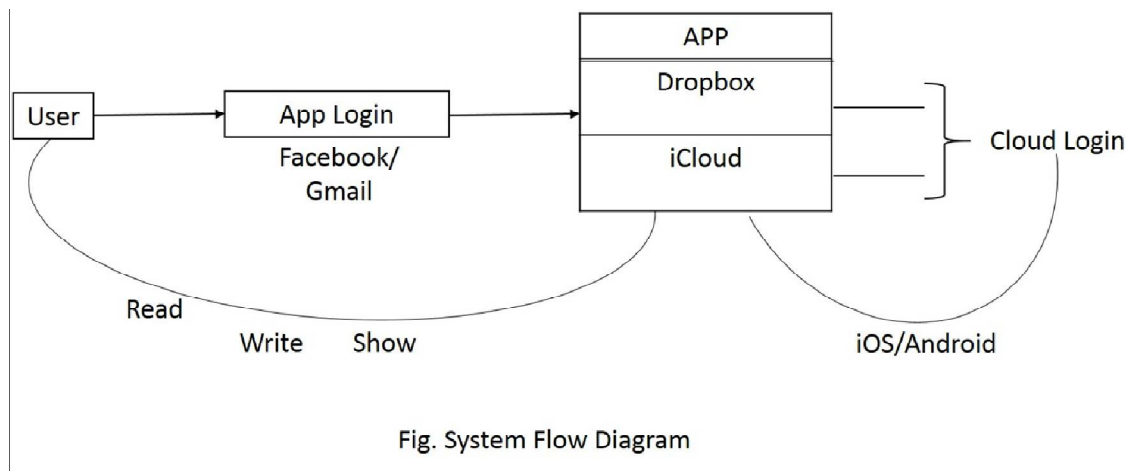 APP
Dropbox
User
App Login
iCloud
Cloud Login
Facebook/
Gmail
Read
Write
Show
iOS/Android
Fig. System Flow Diagram